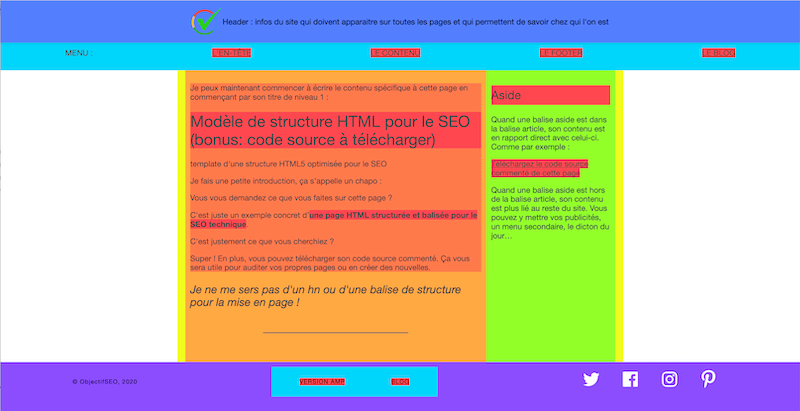 Header : infos du site qui doivent apparaitre sur toutes les pages et qui permettent de savoir chez qui l'on est
MENU :
L'EN-TÊTE
LE CONTENU
LE FOOTER
LE BLOG
Je peux maintenant commencer à écrire le contenu spécifique à cette page en
commençant par son titre de niveau 1 :
Modèle de structure HTML pour le SEO
(bonus: code source à télécharger)
template d'une structure HTML5 optimisée pour le SEO
Je fais une petite introduction, ça s'appelle un chapo :
Vous vous demandez ce que vous faites sur cette page ?
C'est juste un exemple concret d'une page HTML structurée et balisée pour le
SEO technique.
C'est justement ce que vous cherchiez ?
Super ! En plus, vous pouvez télécharger son code source commenté. Ça vous
sera utile pour auditer vos propres pages ou en créer des nouvelles.
Je ne me sers pas d'un hn ou d'une balise de structure
pour la mise en page !
Aside
Quand une balise aside est dans
la balise article, son contenu est
en rapport direct avec celui-ci.
Comme par exemple :
Téléchargez le code source
commenté de cette page
Quand une balise aside est hors
de la balise article, son contenu
est plus lié au reste du site. Vous
pouvez y mettre vos publicités,
un menu secondaire, le dicton du
jour…
© ObjectifSEO, 2020
VERSION AMP
BLOG